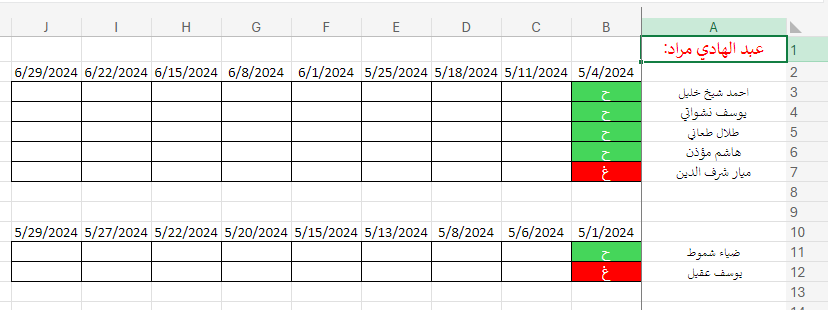 A B C D E F G H I J
1 عبد الهادي مراد:
2 5/4/2024 5/11/2024 5/18/2024 5/25/2024 6/1/2024 6/8/2024 6/15/2024 6/22/2024 6/29/2024
3 احمد شيخ خليل ح
4 يوسف نشواتي ح
5 طلال طعاني ح
6 هاشم مؤذن ح
7 ميار شرف الدين غ
8
9
10 5/1/2024 5/6/2024 5/8/2024 5/13/2024 5/15/2024 5/20/2024 5/22/2024 5/27/2024 5/29/2024
11 ضياء شموط ح
12 يوسف عقيل غ
13